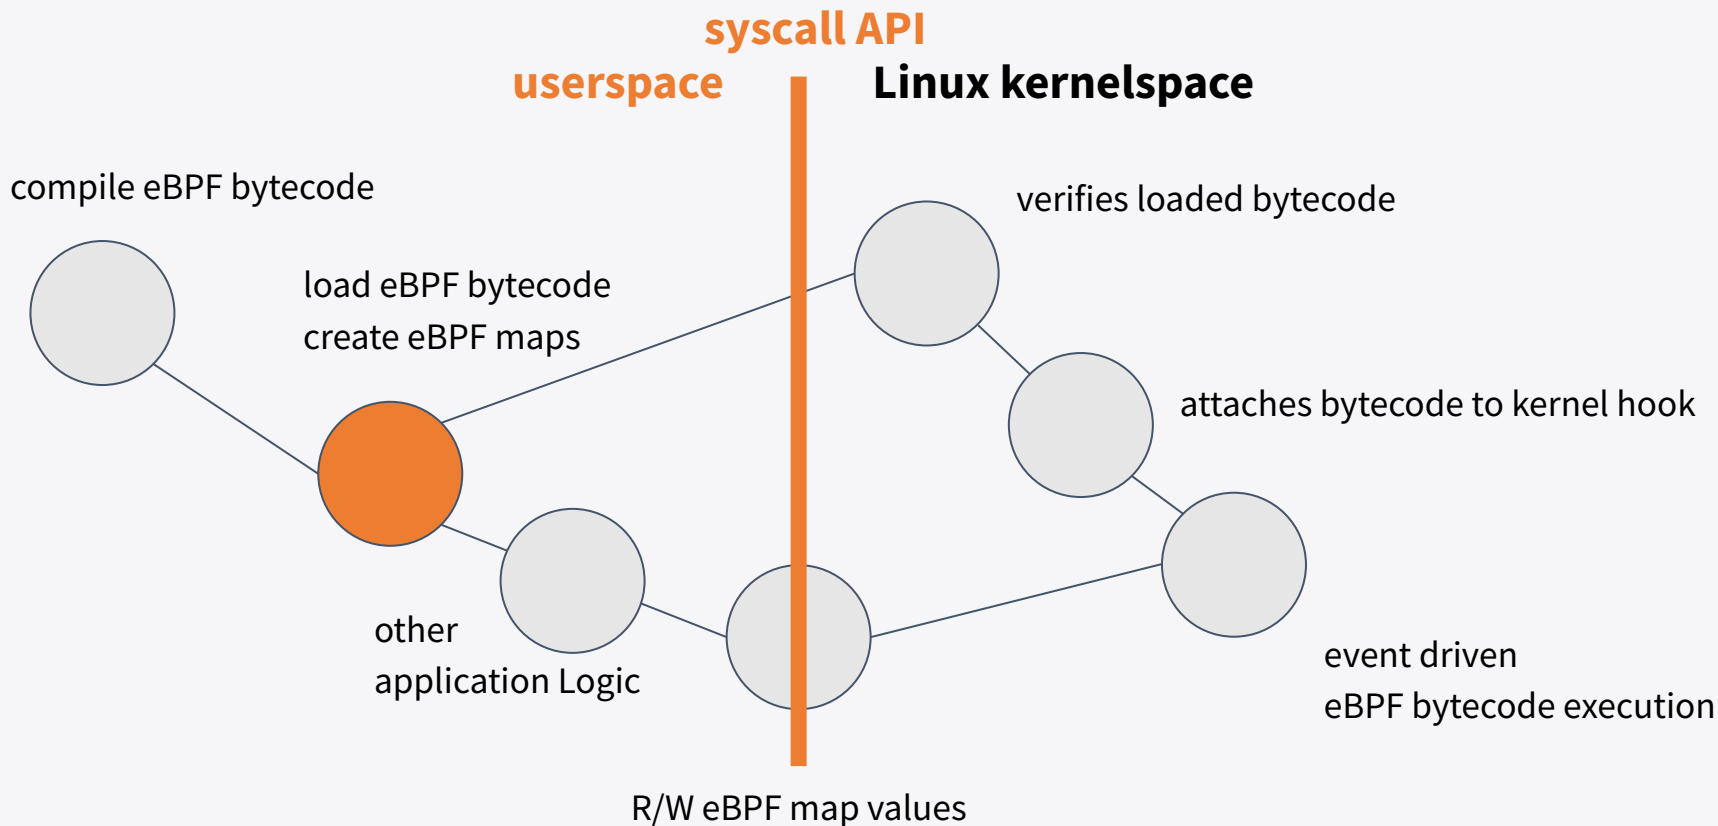 syscall API
userspace
Linux kernelspace
compile eBPF bytecode
verifies loaded bytecode
load eBPF bytecode
create eBPF maps
attaches bytecode to kernel hook
other
application Logic
event driven
eBPF bytecode execution
R/W eBPF map values